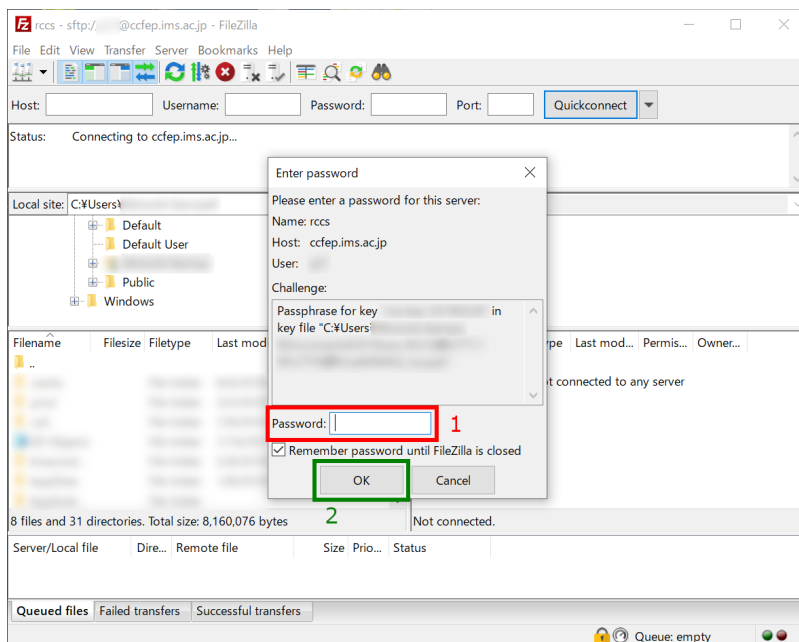 rccs - sftp:/ @ccfep.ims.ac.jp - FileZilla
File Edit View Transfer Server Bookmarks Help
Host: Username: Password: Port: Quickconnect
Status: Connecting to ccfep.ims.ac.jp...
Enter password
Please enter a password for this server:
Name: rccs
Host: ccfep.ims.ac.jp
User:
Challenge:
Passphrase for key in
key file "C:¥Users¥
Password: 1
Remember password until FileZilla is closed
OK Cancel
2
Local site: C:¥Users¥
Default
Default User
Public
Windows
Filename Filesize Filetype Last mod
..
8 files and 31 directories. Total size: 8,160,076 bytes
Last mod... Permis... Owner...
connected to any server
Not connected.
Server/Local file Dire... Remote file Size Prio... Status
Queued files Failed transfers Successful transfers
Queue: empty